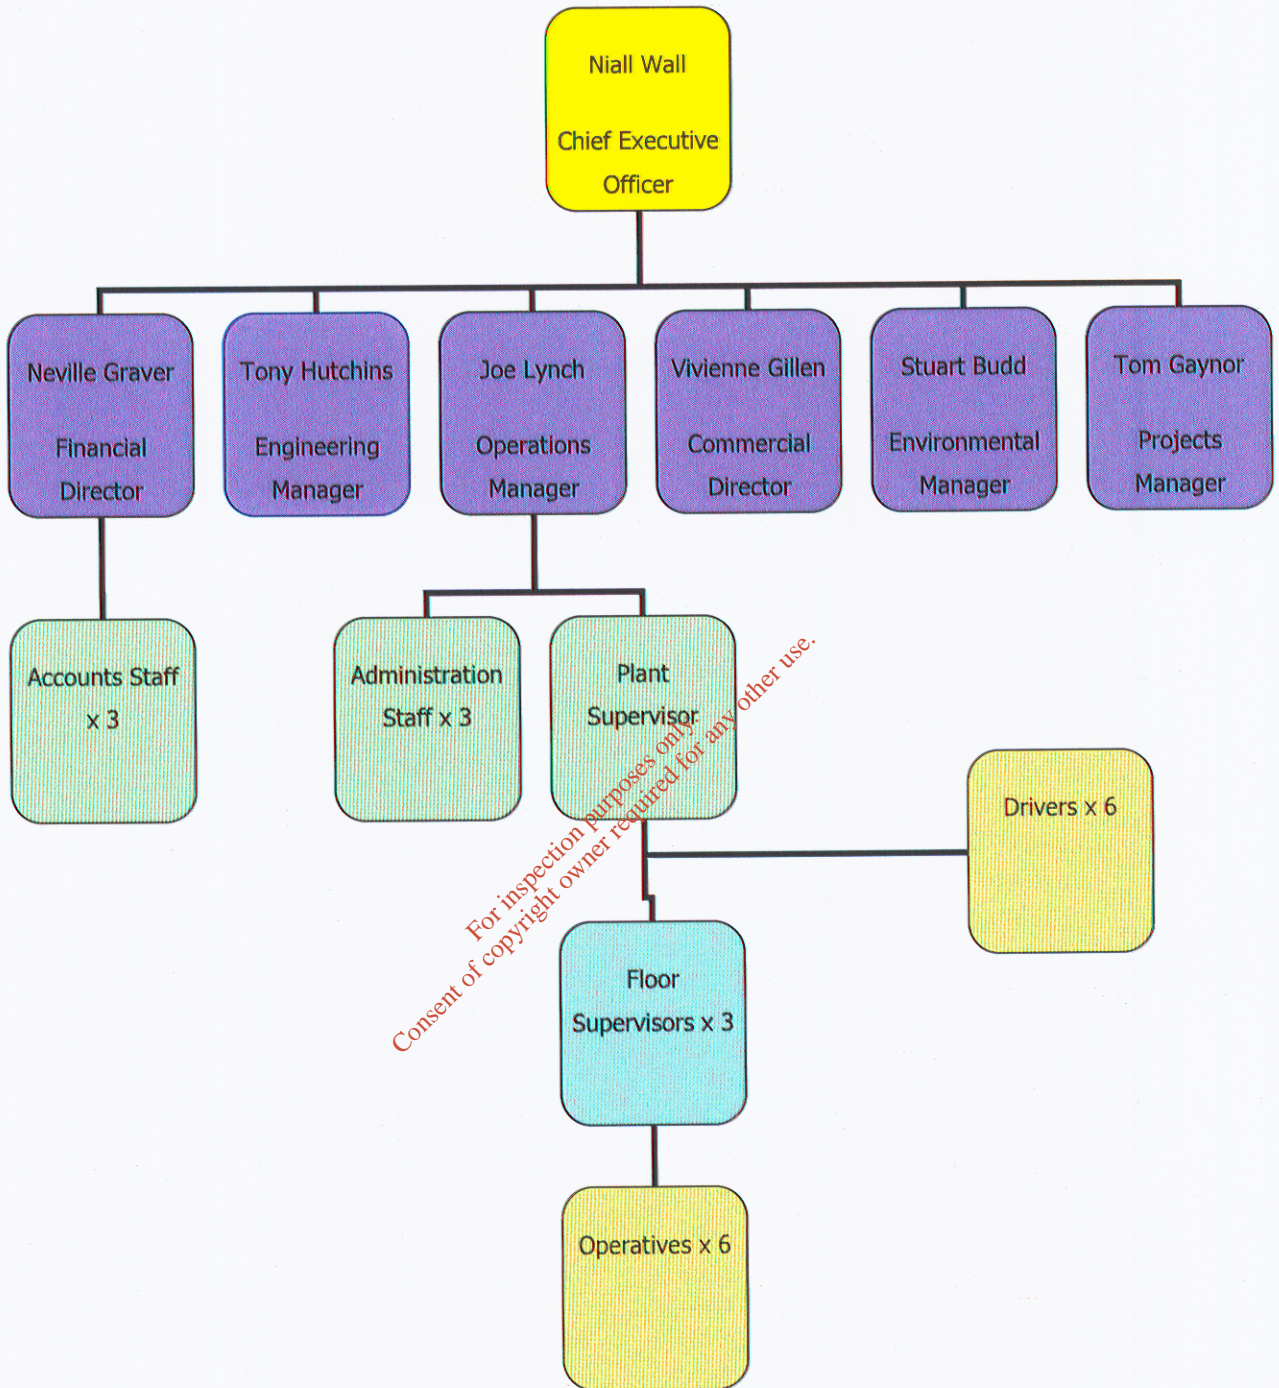 Niall Wall
Chief Executive
Officer
Neville Graver
Financial
Director
Tony Hutchins
Engineering
Manager
Joe Lynch
Operations
Manager
Vivienne Gillen
Commercial
Director
Stuart Budd
Environmental
Manager
Tom Gaynor
Projects
Manager
Accounts Staff
x 3
Administration
Staff x 3
Plant
Supervisor
Drivers x 6
Floor
Supervisors x 3
Operatives x 6
For inspection purposes only.
Consent of copyright owner required for any other use.